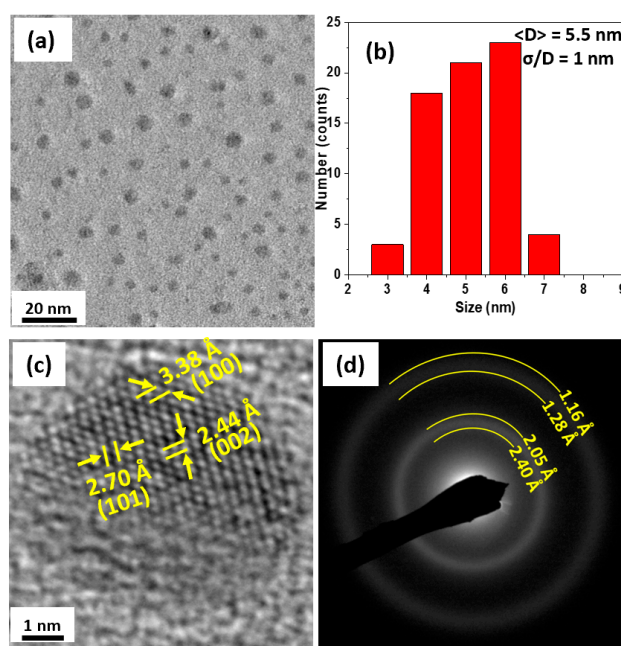 (a)
20 nm
(b)
<D> = 5.5 nm
σ/D = 1 nm
Number (counts)
25
20
15
10
5
0
2 3 4 5 6 7 8 9
Size (nm)
(c)
3.38 Å
(100)
2.44 Å
(002)
2.70 Å
(101)
1 nm
(d)
1.16 Å
1.28 Å
2.05 Å
2.40 Å